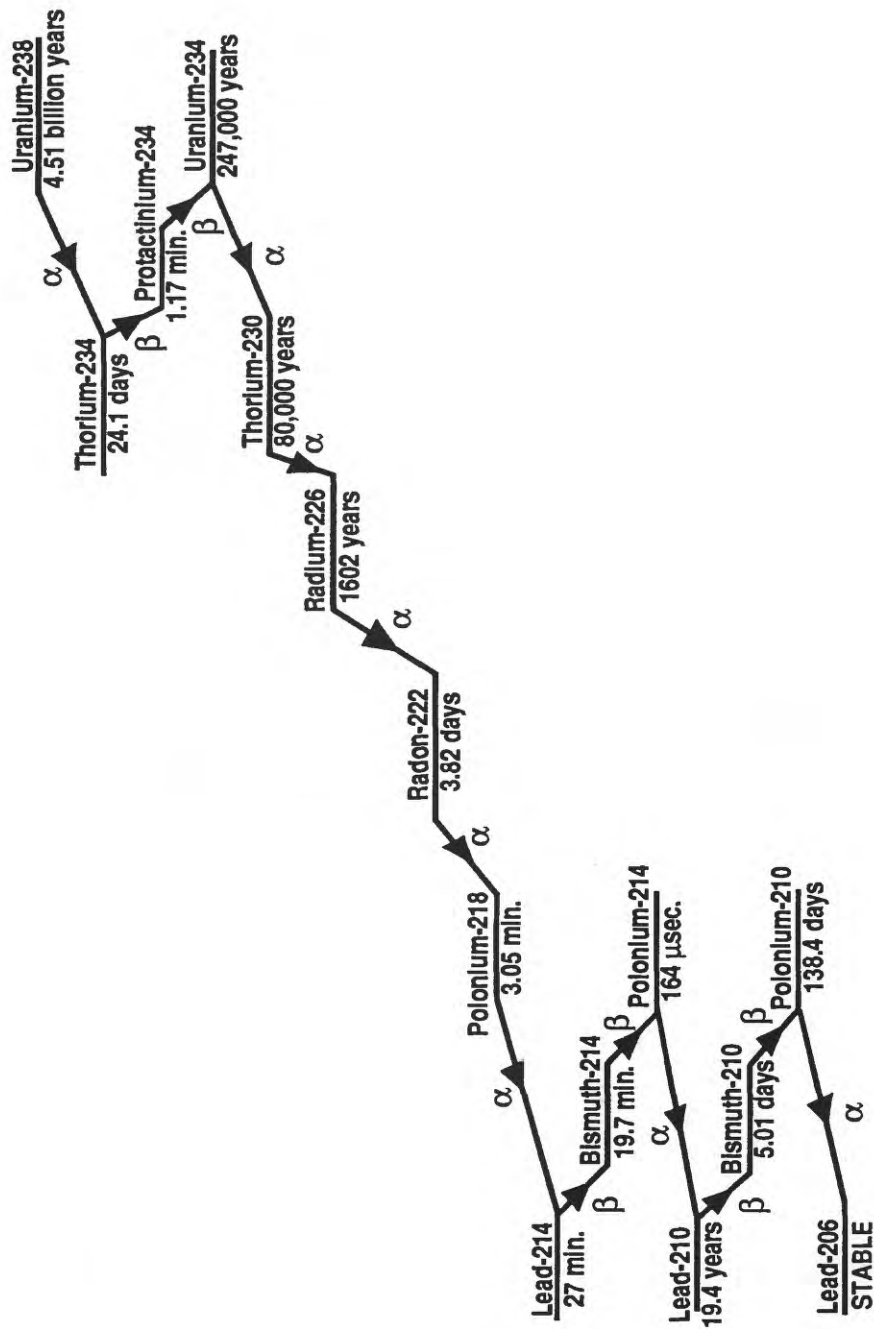 Uranium-238
4.51 billion years
α
Thorium-234
24.1 days
β
Protactinium-234
1.17 min.
β
Uranium-234
247,000 years
α
Thorium-230
80,000 years
α
Radium-226
1602 years
α
Radon-222
3.82 days
α
Polonium-218
3.05 min.
α
Lead-214
27 min.
β
Bismuth-214
19.7 min.
β
Polonium-214
164 μsec.
α
Lead-210
19.4 years
β
Bismuth-210
5.01 days
β
Polonium-210
138.4 days
α
Lead-206
STABLE